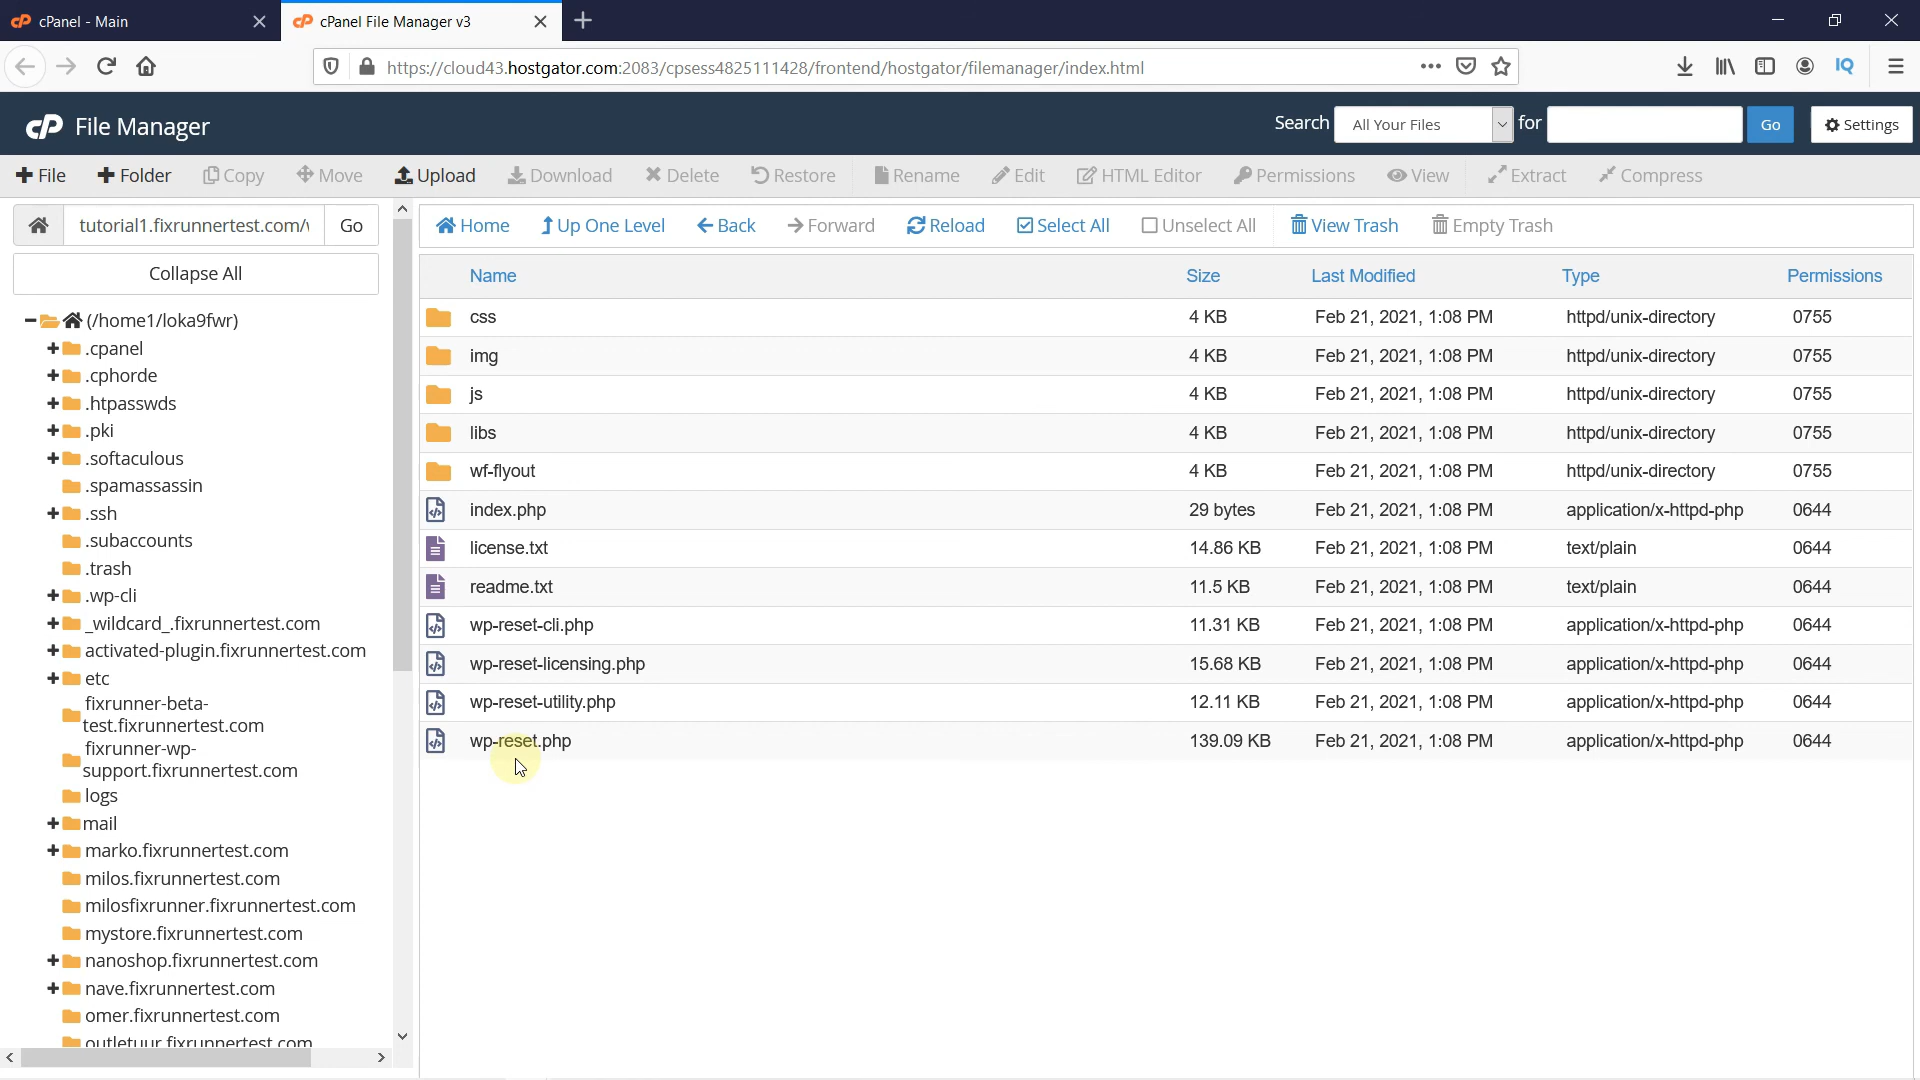 cPanel - Main
cPanel File Manager v3
https://cloud43.hostgator.com:2083/cpsess4825111428/frontend/hostgator/filemanager/index.html
IQ
cP File Manager
Search All Your Files for Go Settings
File Folder Copy Move Upload Download Delete Restore Rename Edit HTML Editor Permissions View Extract Compress
tutorial1.fixrunnertest.com/ Go
Home Up One Level Back Forward Reload Select All Unselect All View Trash Empty Trash
Collapse All
(/home1/loka9fwr)
.cpanel
.cphorde
.htpasswds
.pki
.softaculous
.spamassassin
.ssh
.subaccounts
.trash
.wp-cli
_wildcard_.fixrunnertest.com
activated-plugin.fixrunnertest.com
etc
fixrunner-beta-
test.fixrunnertest.com
fixrunner-wp-
support.fixrunnertest.com
logs
mail
marko.fixrunnertest.com
milos.fixrunnertest.com
milosfixrunner.fixrunnertest.com
mystore.fixrunnertest.com
nanoshop.fixrunnertest.com
nave.fixrunnertest.com
omer.fixrunnertest.com
outletuur.fixrunnertest.com
Name Size Last Modified Type Permissions
css 4 KB Feb 21, 2021, 1:08 PM httpd/unix-directory 0755
img 4 KB Feb 21, 2021, 1:08 PM httpd/unix-directory 0755
js 4 KB Feb 21, 2021, 1:08 PM httpd/unix-directory 0755
libs 4 KB Feb 21, 2021, 1:08 PM httpd/unix-directory 0755
wf-flyout 4 KB Feb 21, 2021, 1:08 PM httpd/unix-directory 0755
index.php 29 bytes Feb 21, 2021, 1:08 PM application/x-httpd-php 0644
license.txt 14.86 KB Feb 21, 2021, 1:08 PM text/plain 0644
readme.txt 11.5 KB Feb 21, 2021, 1:08 PM text/plain 0644
wp-reset-cli.php 11.31 KB Feb 21, 2021, 1:08 PM application/x-httpd-php 0644
wp-reset-licensing.php 15.68 KB Feb 21, 2021, 1:08 PM application/x-httpd-php 0644
wp-reset-utility.php 12.11 KB Feb 21, 2021, 1:08 PM application/x-httpd-php 0644
wp-reset.php 139.09 KB Feb 21, 2021, 1:08 PM application/x-httpd-php 0644